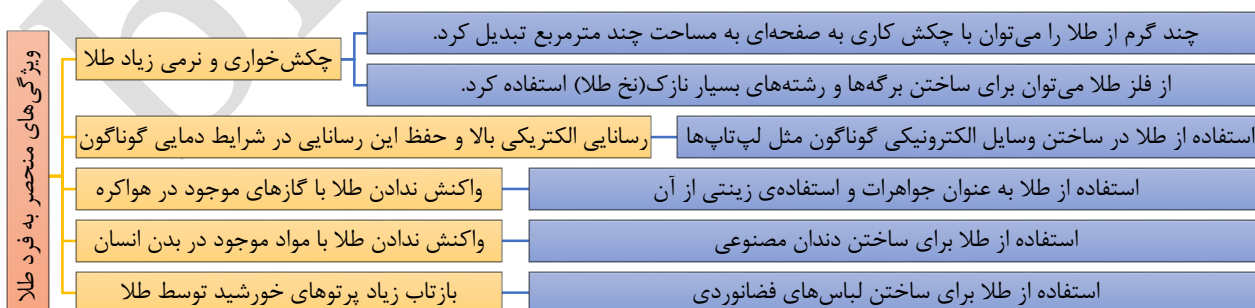 ویژگی‌های منحصر به فرد طلا
چکش‌خواری و نرمی زیاد طلا
چند گرم از طلا را می‌توان با چکش کاری به صفحه‌ای به مساحت چند مترمربع تبدیل کرد.
از فلز طلا می‌توان برای ساختن برگه‌ها و رشته‌های بسیار نازک(نخ طلا) استفاده کرد.
رسانایی الکتریکی بالا و حفظ این رسانایی در شرایط دمایی گوناگون
استفاده از طلا در ساختن وسایل الکترونیکی گوناگون مثل لپ‌تاپ‌ها
واکنش ندادن طلا با گازهای موجود در هواکره
استفاده از طلا به عنوان جواهرات و استفاده‌ی زینتی از آن
واکنش ندادن طلا با مواد موجود در بدن انسان
استفاده از طلا برای ساختن دندان مصنوعی
بازتاب زیاد پرتوهای خورشید توسط طلا
استفاده از طلا برای ساختن لباس‌های فضانوردی